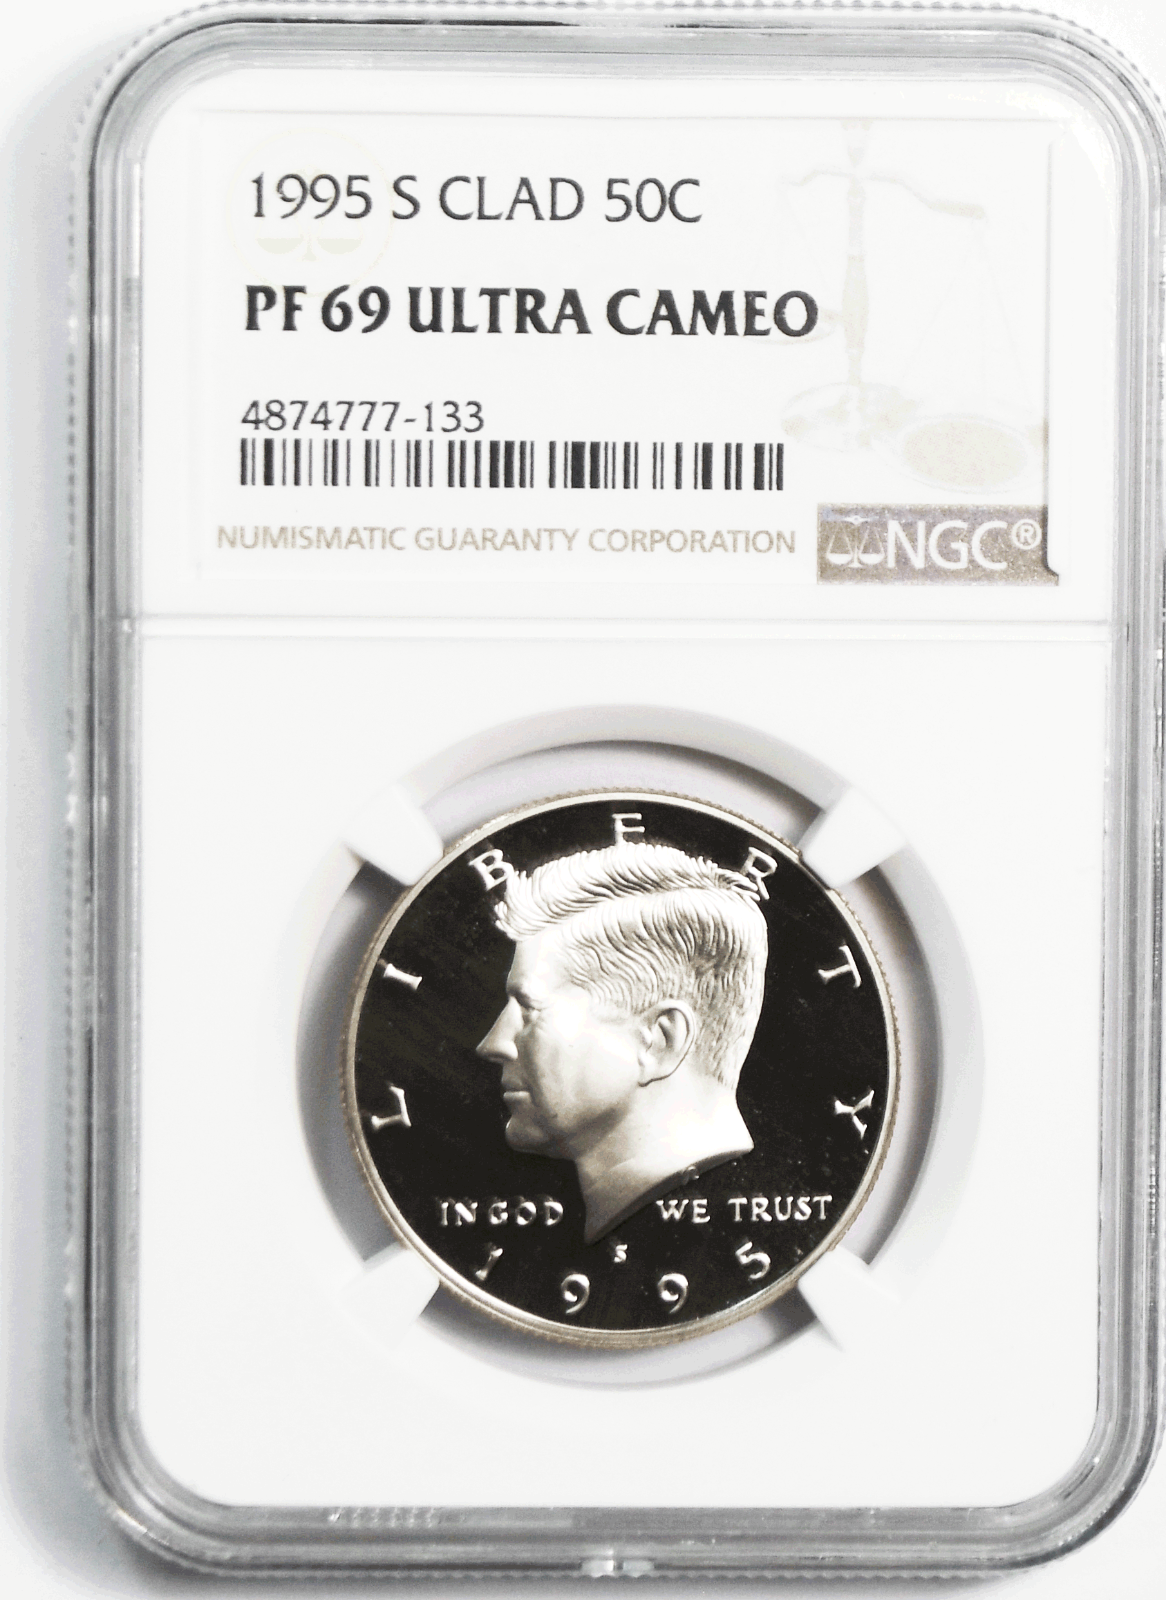 1995 S CLAD 50C
PF 69 ULTRA CAMEO
4874777-133
NUMISMATIC GUARANTY CORPORATION
NGC®
LIBERTY
IN GOD WE TRUST
S
1995